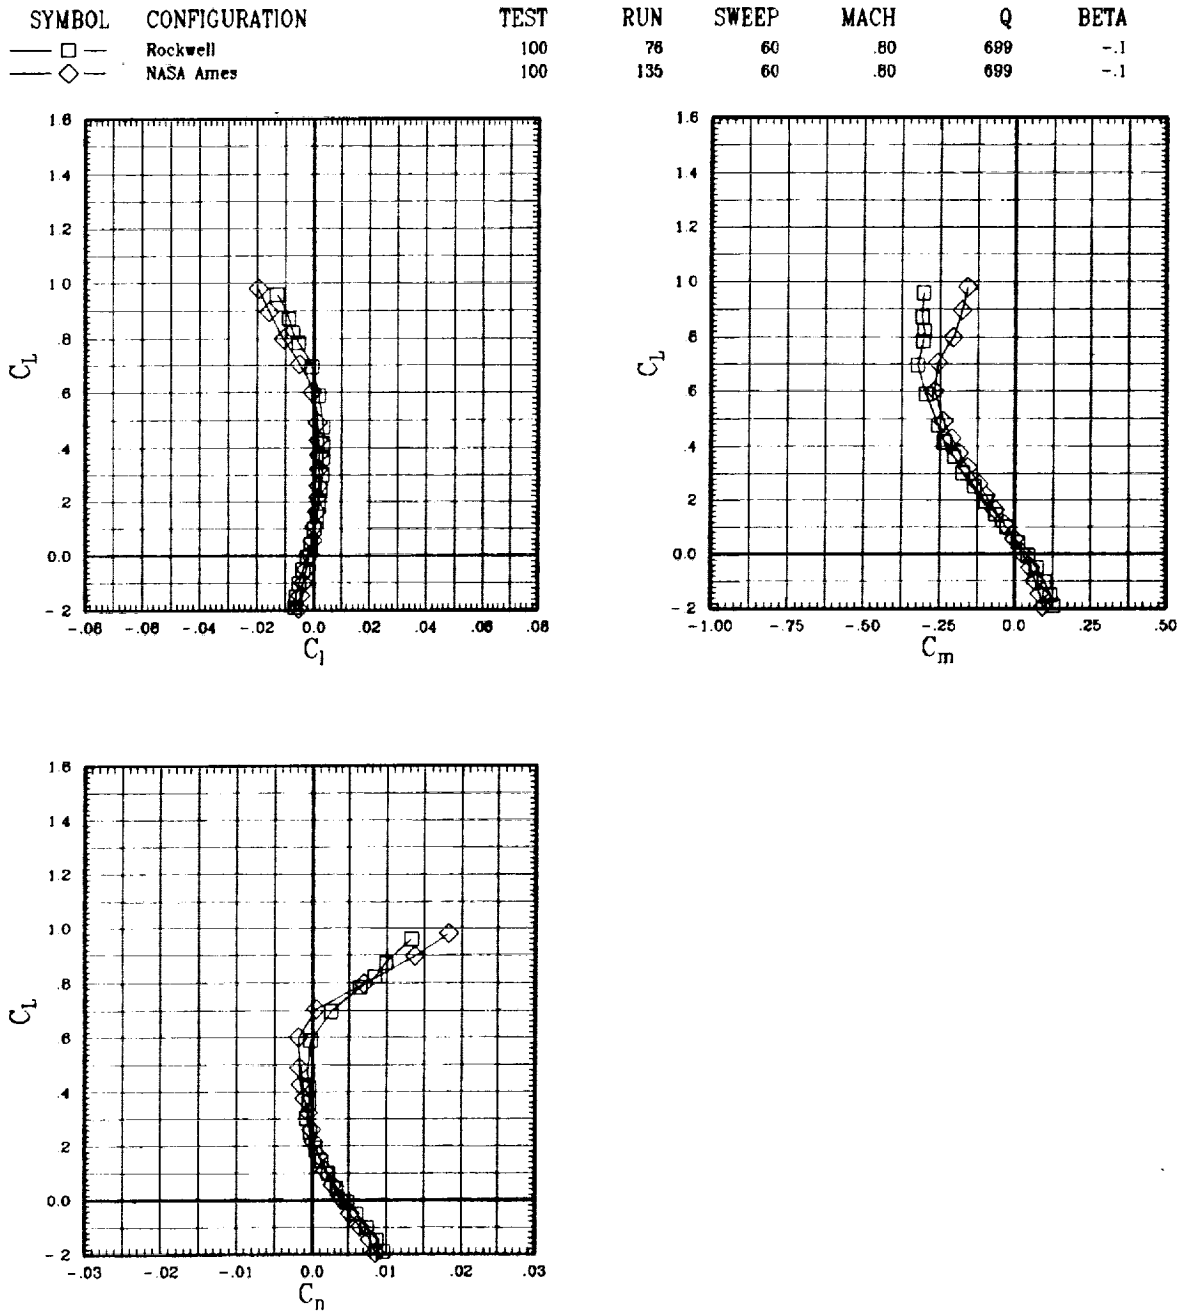 SYMBOL CONFIGURATION TEST RUN SWEEP MACH Q BETA
Rockwell 100 76 60 .80 699 -.1
NASA Ames 100 135 60 .80 699 -.1
1.6
1.4
1.2
1.0
.8
.6
.4
.2
0.0
-.2
C_L
-.08 -.06 -.04 -.02 0.0 .02 .04 .06 .08
C_l
1.6
1.4
1.2
1.0
.8
.6
.4
.2
0.0
-.2
C_L
-1.00 -.75 -.50 -.25 0.0 .25 .50
C_m
1.6
1.4
1.2
1.0
.8
.6
.4
.2
0.0
-.2
C_L
-.03 -.02 -.01 0.0 .01 .02 .03
C_n